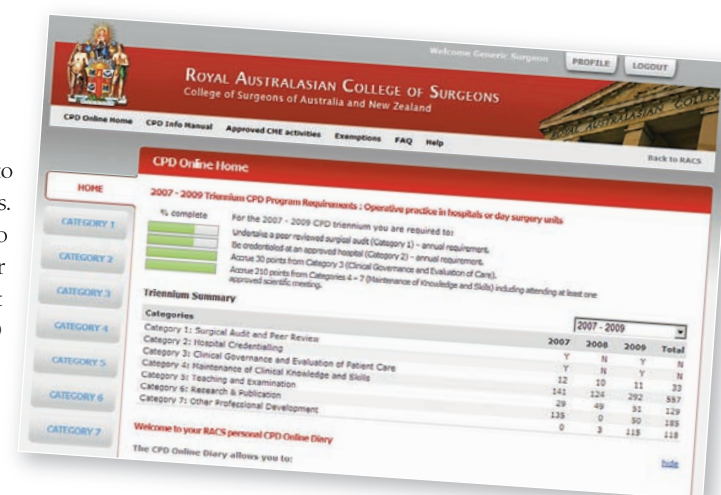 Welcome Generic Surgeon
PROFILE
LOGOUT
ROYAL AUSTRALASIAN COLLEGE OF SURGEONS
College of Surgeons of Australia and New Zealand
ROYAL AUSTRALASIAN COLLEG
CPD Online Home
CPD Info Manual
Approved CME activities
Exemptions
FAQ
Help
Back to RACS
CPD Online Home
HOME
CATEGORY 1
CATEGORY 2
CATEGORY 3
CATEGORY 4
CATEGORY 5
CATEGORY 6
CATEGORY 7
2007 - 2009 Triennium CPD Program Requirements : Operative practice in hospitals or day surgery units
% complete
For the 2007 - 2009 CPD triennium you are required to:
Undertake a peer reviewed surgical audit (Category 1) - annual requirement.
Be credentialed at an approved hospital (Category 2) - annual requirement.
Accrue 30 points from Category 3 (Clinical Governance and Evaluation of Care).
Accrue 210 points from Categories 4 - 7 (Maintenance of Knowledge and Skills) including attending at least one
approved scientific meeting.
Triennium Summary
2007 - 2009
Categories 2007 2008 2009 Total
Category 1: Surgical Audit and Peer Review Y N Y N
Category 2: Hospital Credentialling Y N Y N
Category 3: Clinical Governance and Evaluation of Patient Care 12 10 11 33
Category 4: Maintenance of Clinical Knowledge and Skills 141 124 292 557
Category 5: Teaching and Examination 29 49 51 129
Category 6: Research & Publication 135 0 50 185
Category 7: Other Professional Development 0 3 115 118
Welcome to your RACS personal CPD Online Diary
hide
The CPD Online Diary allows you to:
to
s.